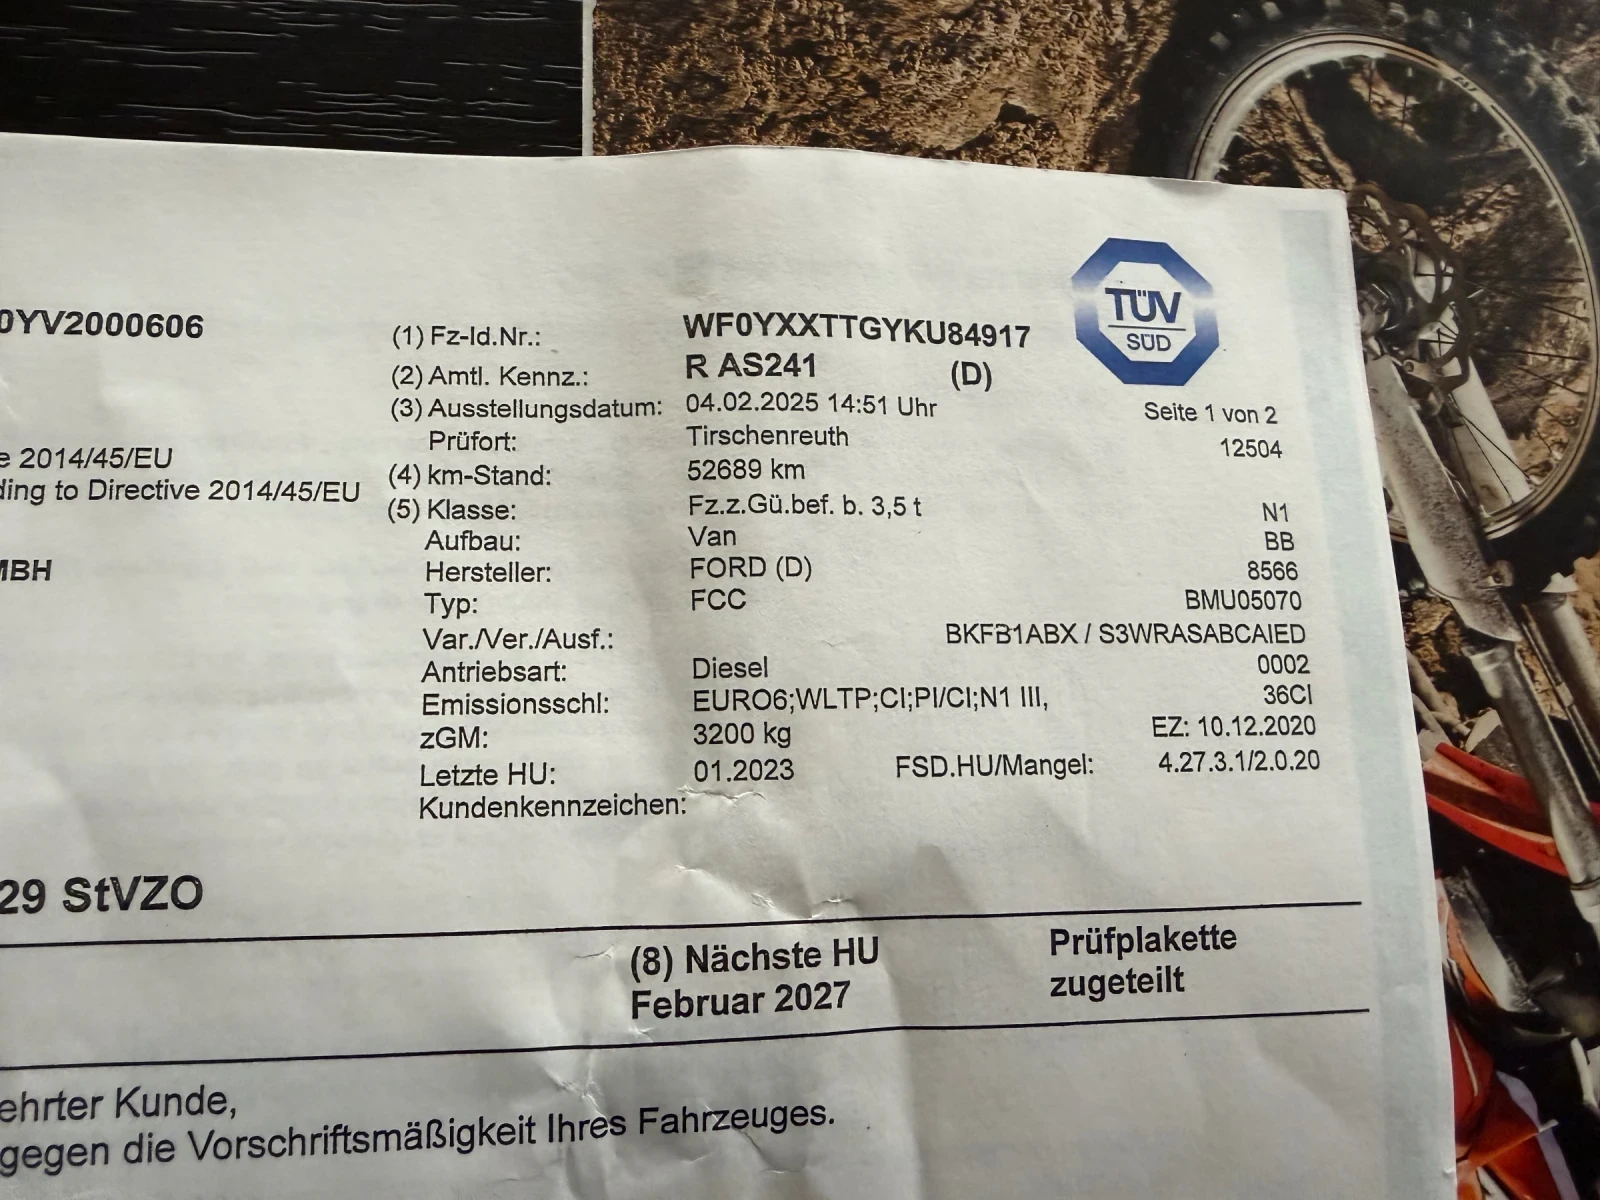 0YV2000606
(1) Fz-Id.Nr.: WF0YXXTTGYKU84917
(2) Amtl. Kennz.: R AS241 (D)
TÜV
SÜD
(3) Ausstellungsdatum: 04.02.2025 14:51 Uhr
Seite 1 von 2
Prüfort: Tirschenreuth 12504
e 2014/45/EU
(4) km-Stand: 52689 km
ding to Directive 2014/45/EU
(5) Klasse: Fz.z.Gü.bef. b. 3,5 t N1
Aufbau: Van BB
MBH
Hersteller: FORD (D) 8566
Typ: FCC BMU05070
Var./Ver./Ausf.: BKFB1ABX / S3WRASABCAIED
Antriebsart: Diesel 0002
Emissionsschl: EURO6;WLTP;CI;PI/CI;N1 III, 36CI
zGM: 3200 kg EZ: 10.12.2020
Letzte HU: 01.2023 FSD.HU/Mangel: 4.27.3.1/2.0.20
Kundenkennzeichen:
29 StVZO
(8) Nächste HU
Februar 2027
Prüfplakette
zugeteilt
ehrter Kunde,
gegen die Vorschriftsmäßigkeit Ihres Fahrzeuges.